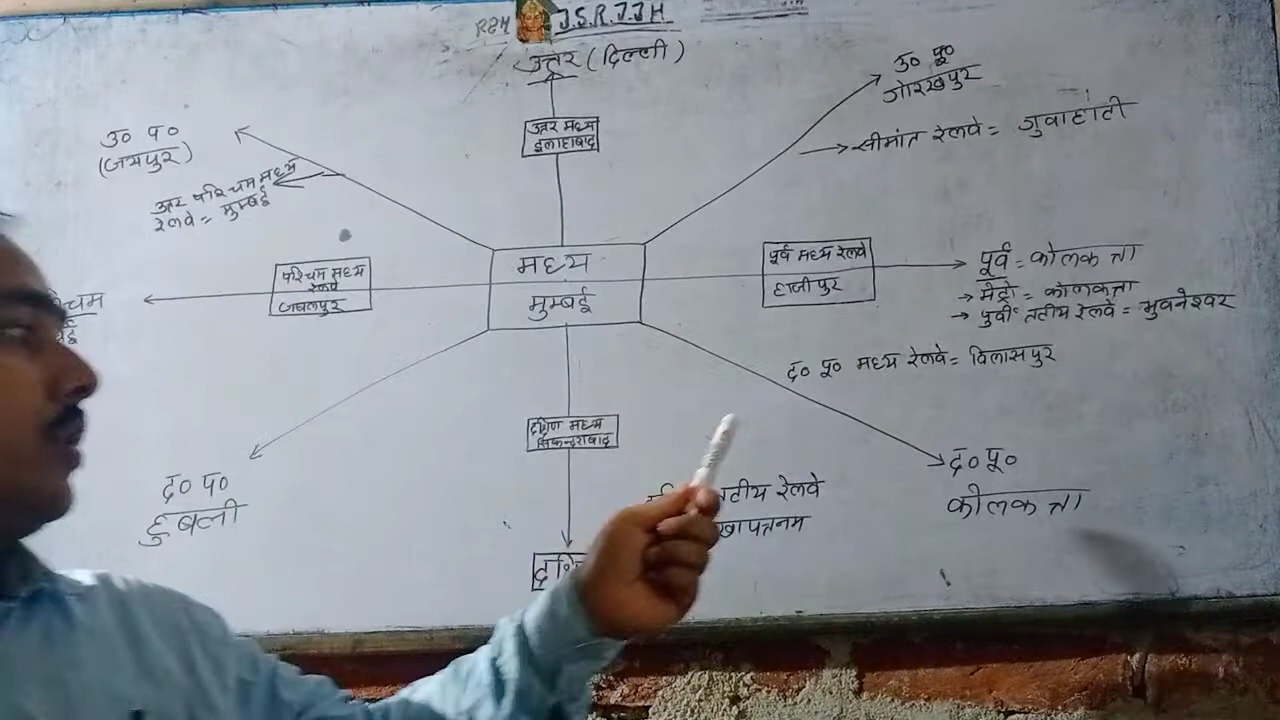 R&M J.S.R.J.J.H
उत्तर (दिल्ली)
उ० पू०
गोरखपुर
सीमांत रेलवे = गुवाहाटी
उ० प०
(जयपुर)
उत्तर पश्चिम मध्य
रेलवे = मुम्बई
उत्तर मध्य
इलाहाबाद
मध्य
मुम्बई
पश्चिम मध्य
रेलवे
जबलपुर
पूर्व मध्य रेलवे
हाजीपुर
पूर्व = कोलकत्ता
मेट्रो = कोलकत्ता
पूर्वी तटीय रेलवे = भुवनेश्वर
द० पू० मध्य रेलवे = विलासपुर
दक्षिण मध्य
सिकन्दराबाद
द० प०
हुबली
तटीय रेलवे
द० पू०
कोलकत्ता